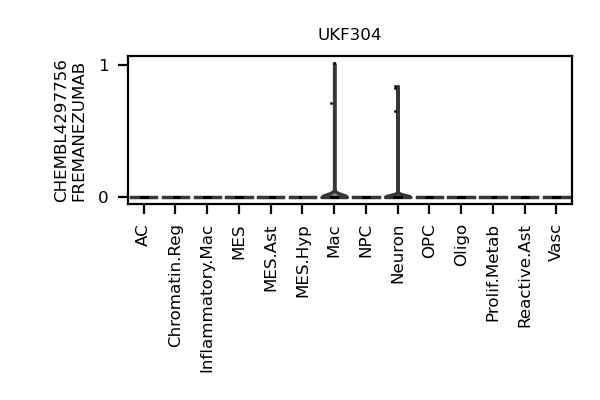 UKF304
CHEMBL4297756
FREMANEZUMAB
1
0
AC
Chromatin.Reg
Inflammatory.Mac
MES
MES.Ast
MES.Hyp
Mac
NPC
Neuron
OPC
Oligo
Prolif.Metab
Reactive.Ast
Vasc